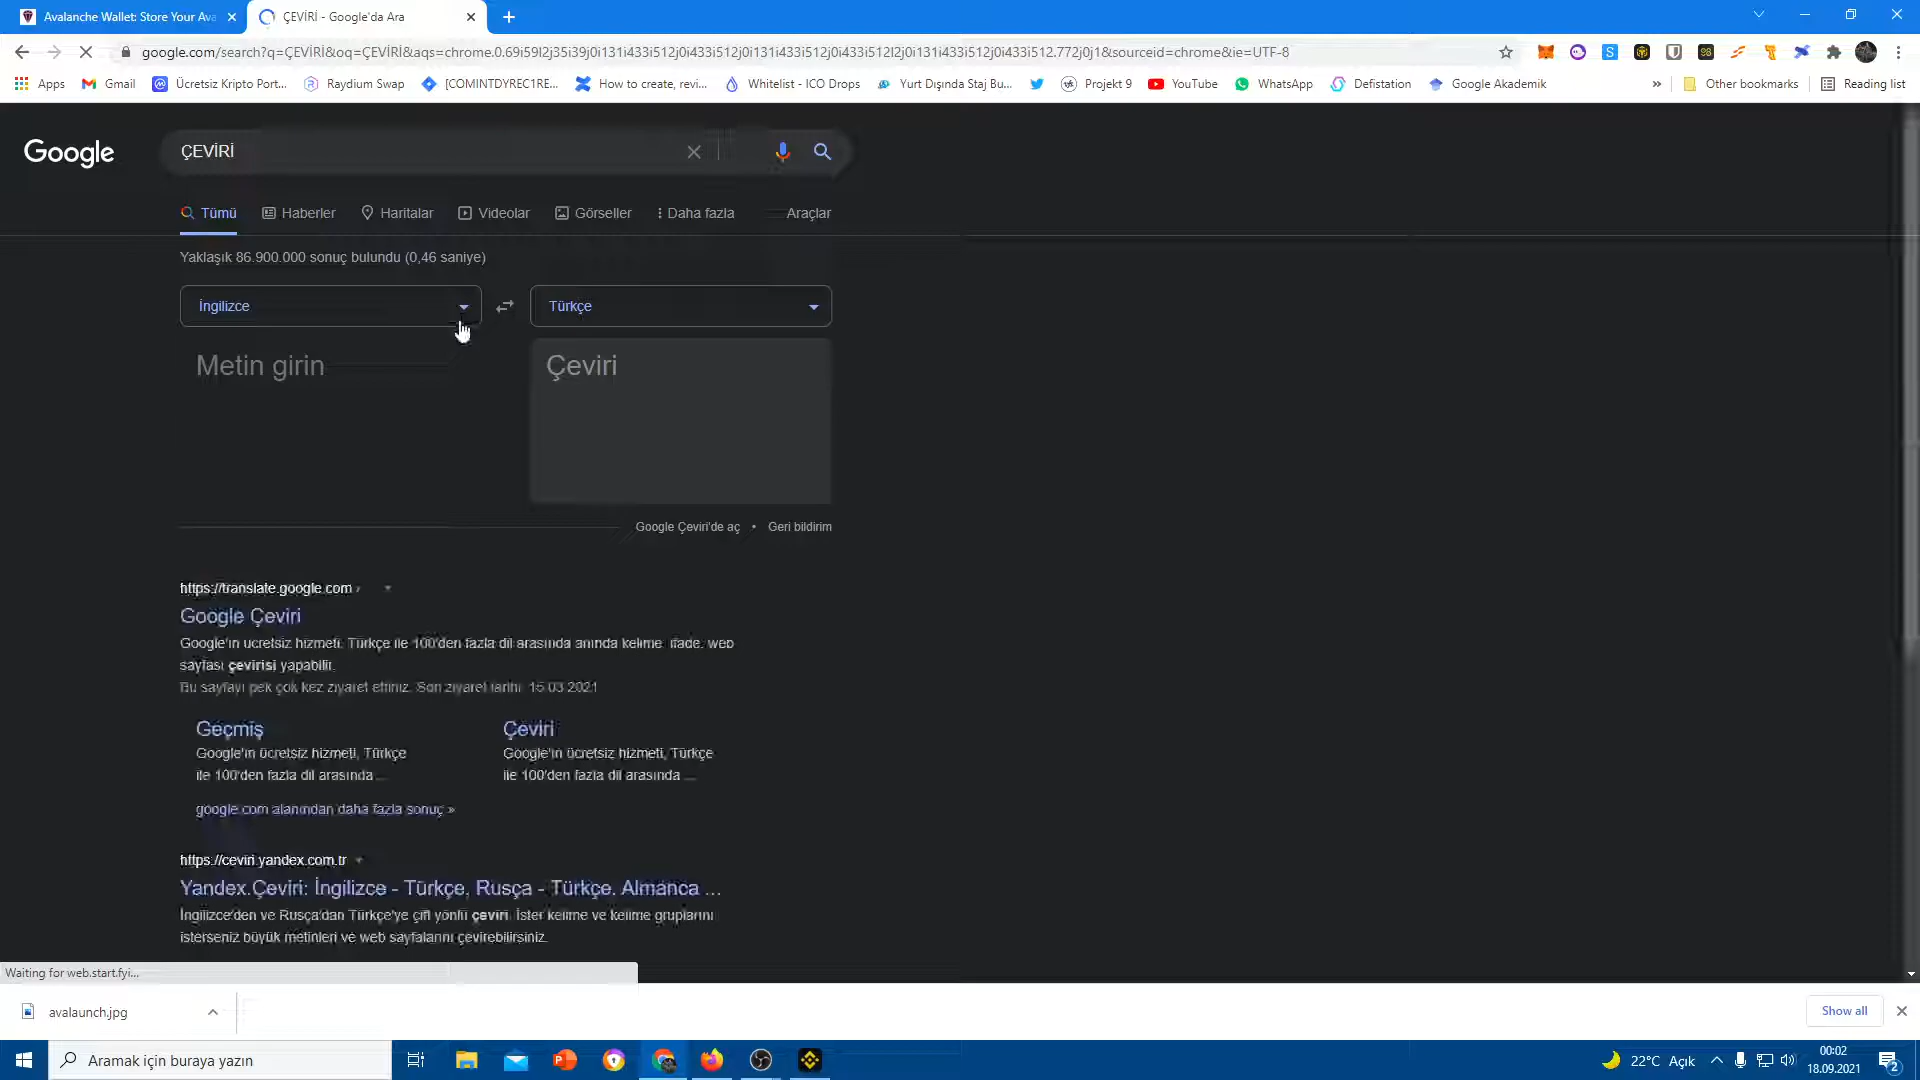 Avalanche Wallet: Store Your Ava
ÇEVİRİ - Google'da Ara
google.com/search?q=ÇEVİRİ&oq=ÇEVİRİ&aqs=chrome.0.69i59l2j35i39j0i131i433i512j0i433i512j0i131i433i512j0i433i512l2j0i131i433i512j0i433i512.772j0j1&sourceid=chrome&ie=UTF-8
Apps Gmail Ücretsiz Kripto Port... Raydium Swap [COMINTDYREC1RE... How to create, revi... Whitelist - ICO Drops Yurt Dışında Staj Bu... Projekt 9 YouTube WhatsApp Defistation Google Akademik » Other bookmarks Reading list
Google
ÇEVİRİ
Tümü Haberler Haritalar Videolar Görseller Daha fazla Araçlar
Yaklaşık 86.900.000 sonuç bulundu (0,46 saniye)
İngilizce Türkçe
Metin girin Çeviri
Google Çeviri'de aç • Geri bildirim
https://translate.google.com ›
Google Çeviri
Google'ın ücretsiz hizmeti, Türkçe ile 100'den fazla dil arasında anında kelime, ifade, web
sayfası çevirisi yapabilir.
Bu sayfayı pek çok kez ziyaret ettiniz. Son ziyaret tarihi: 15.03.2021
Geçmiş Çeviri
Google'ın ücretsiz hizmeti, Türkçe Google'ın ücretsiz hizmeti, Türkçe
ile 100'den fazla dil arasında ... ile 100'den fazla dil arasında ...
google.com alanından daha fazla sonuç »
https://ceviri.yandex.com.tr
Yandex.Çeviri: İngilizce - Türkçe, Rusça - Türkçe, Almanca ...
İngilizce'den ve Rusça'dan Türkçe'ye çift yönlü çeviri. İster kelime ve kelime gruplarını
isterseniz büyük metinleri ve web sayfalarını çevirebilirsiniz.
Waiting for web.start.fyi...
avalaunch.jpg Show all
Aramak için buraya yazın
22°C Açık
00:02
18.09.2021
2